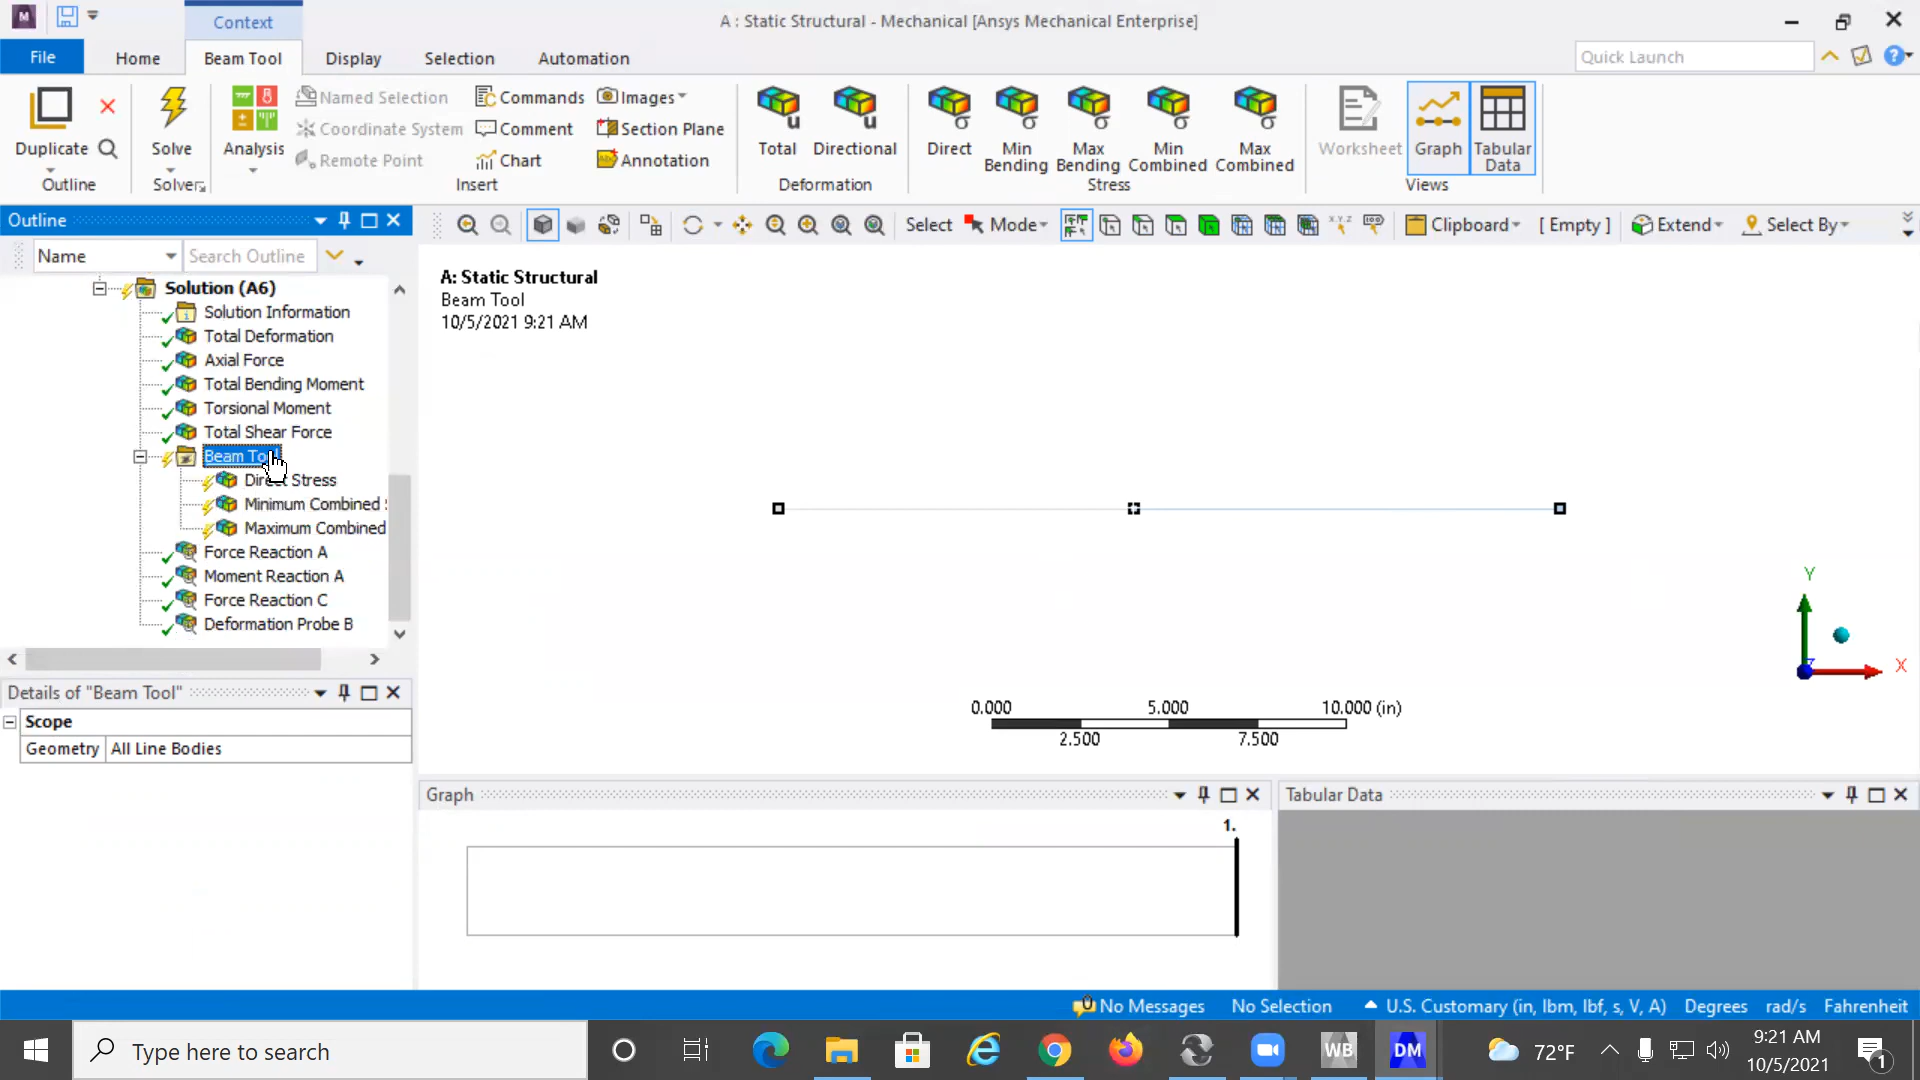 M
Context
A : Static Structural - Mechanical [Ansys Mechanical Enterprise]
File
Home
Beam Tool
Display
Selection
Automation
Quick Launch
Duplicate
Outline
Solve
Solver
Analysis
Named Selection
Coordinate System
Remote Point
Commands
Comment
Chart
Images
Section Plane
Annotation
Insert
Total
Directional
Deformation
Direct
Min Bending
Max Bending
Min Combined
Max Combined
Stress
Worksheet
Graph
Tabular Data
Views
Outline
Select
Mode
Clipboard
[ Empty ]
Extend
Select By
Name
Search Outline
Solution (A6)
Solution Information
Total Deformation
Axial Force
Total Bending Moment
Torsional Moment
Total Shear Force
Beam To
Direct Stress
Minimum Combined
Maximum Combined
Force Reaction A
Moment Reaction A
Force Reaction C
Deformation Probe B
A: Static Structural
Beam Tool
10/5/2021 9:21 AM
Y
X
0.000 5.000 10.000 (in)
2.500 7.500
Details of "Beam Tool"
Scope
Geometry All Line Bodies
Graph
1.
Tabular Data
No Messages
No Selection
U.S. Customary (in, lbm, lbf, s, V, A)
Degrees
rad/s
Fahrenheit
Type here to search
WB
DM
72°F
9:21 AM
10/5/2021
1